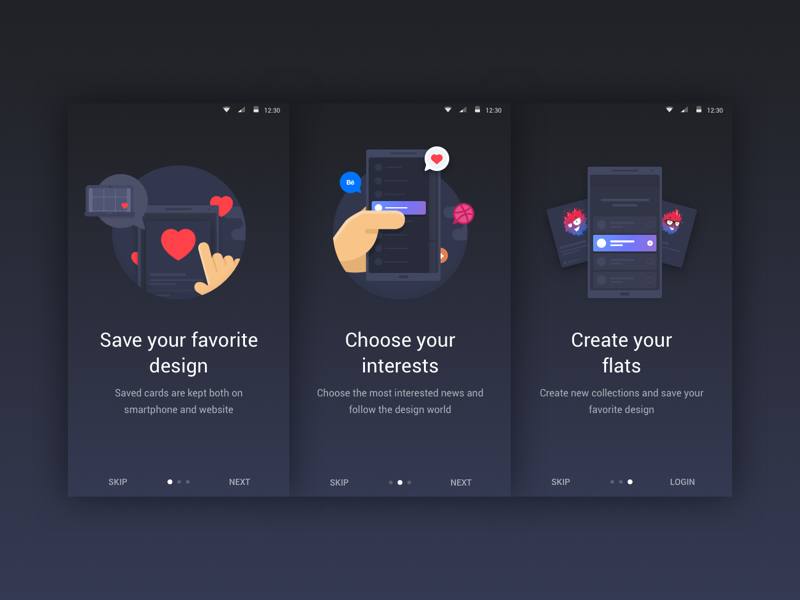 12:30
Save your favorite
design
Saved cards are kept both on
smartphone and website
SKIP
NEXT
12:30
Bē
Choose your
interests
Choose the most interested news and
follow the design world
SKIP
NEXT
12:30
Create your
flats
Create new collections and save your
favorite design
SKIP
LOGIN